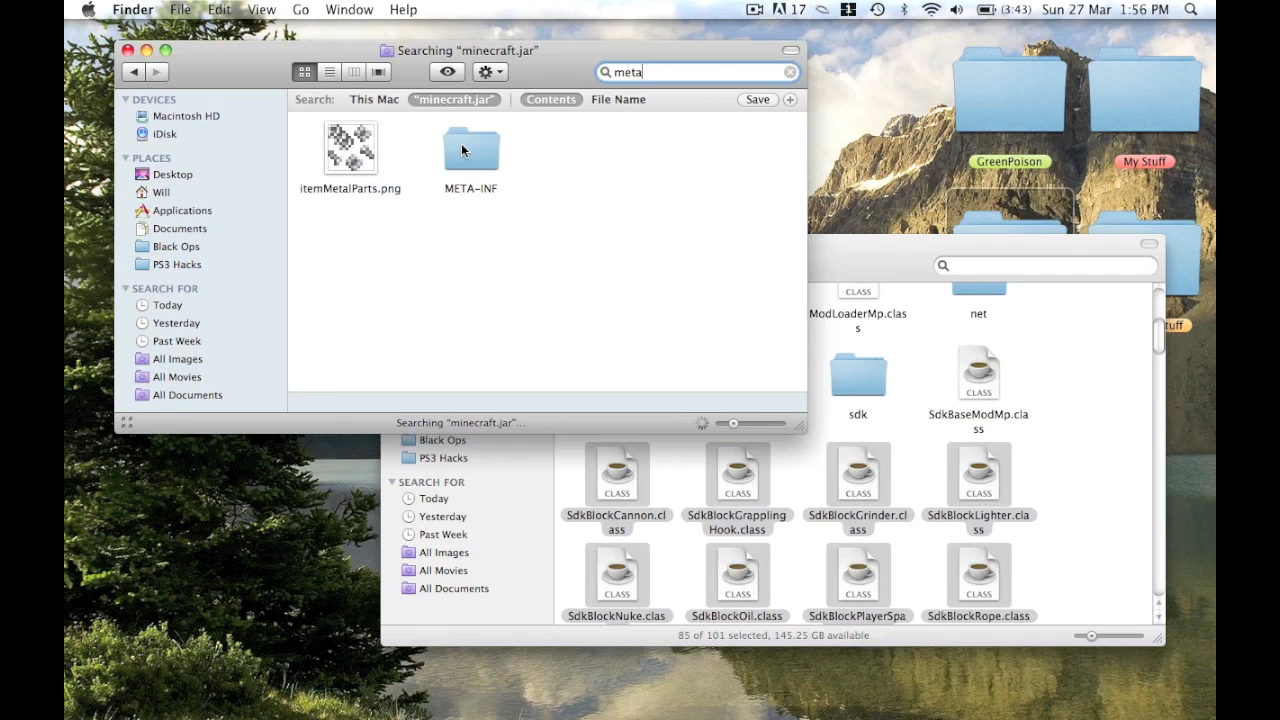 Finder File Edit View Go Window Help 17 (3:43) Sun 27 Mar 1:56 PM
Searching "minecraft.jar"
meta
Search: This Mac "minecraft.jar" Contents File Name Save
DEVICES
Macintosh HD
iDisk
PLACES
Desktop
Will
Applications
Documents
Black Ops
PS3 Hacks
SEARCH FOR
Today
Yesterday
Past Week
All Images
All Movies
All Documents
itemMetalParts.png META-INF
Searching "minecraft.jar"...
GreenPoison My Stuff
tuff
Black Ops
PS3 Hacks
SEARCH FOR
Today
Yesterday
Past Week
All Images
All Movies
All Documents
CLASS
ModLoaderMp.clas
s
net
sdk
SdkBaseModMp.cla
ss
CLASS CLASS CLASS CLASS
SdkBlockCannon.cl
ass
SdkBlockGrappling
Hook.class
SdkBlockGrinder.cl
ass
SdkBlockLighter.cla
ss
CLASS CLASS CLASS CLASS
SdkBlockNuke.clas SdkBlockOil.class SdkBlockPlayerSpa SdkBlockRope.class
85 of 101 selected, 145.25 GB available